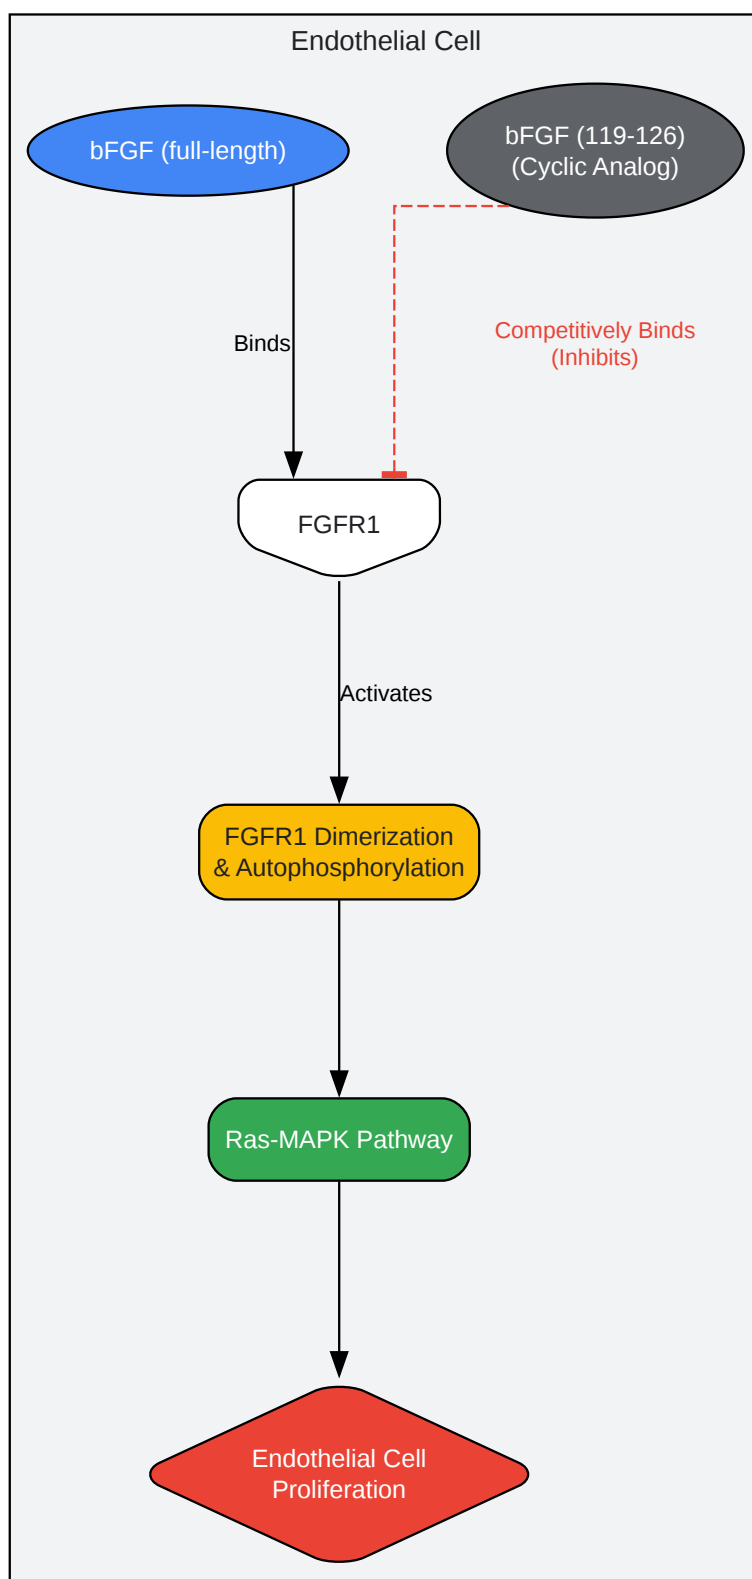 Endothelial Cell
bFGF (full-length)
bFGF (119-126)
(Cyclic Analog)
Binds
Competitively Binds
(Inhibits)
FGFR1
Activates
FGFR1 Dimerization
& Autophosphorylation
Ras-MAPK Pathway
Endothelial Cell
Proliferation